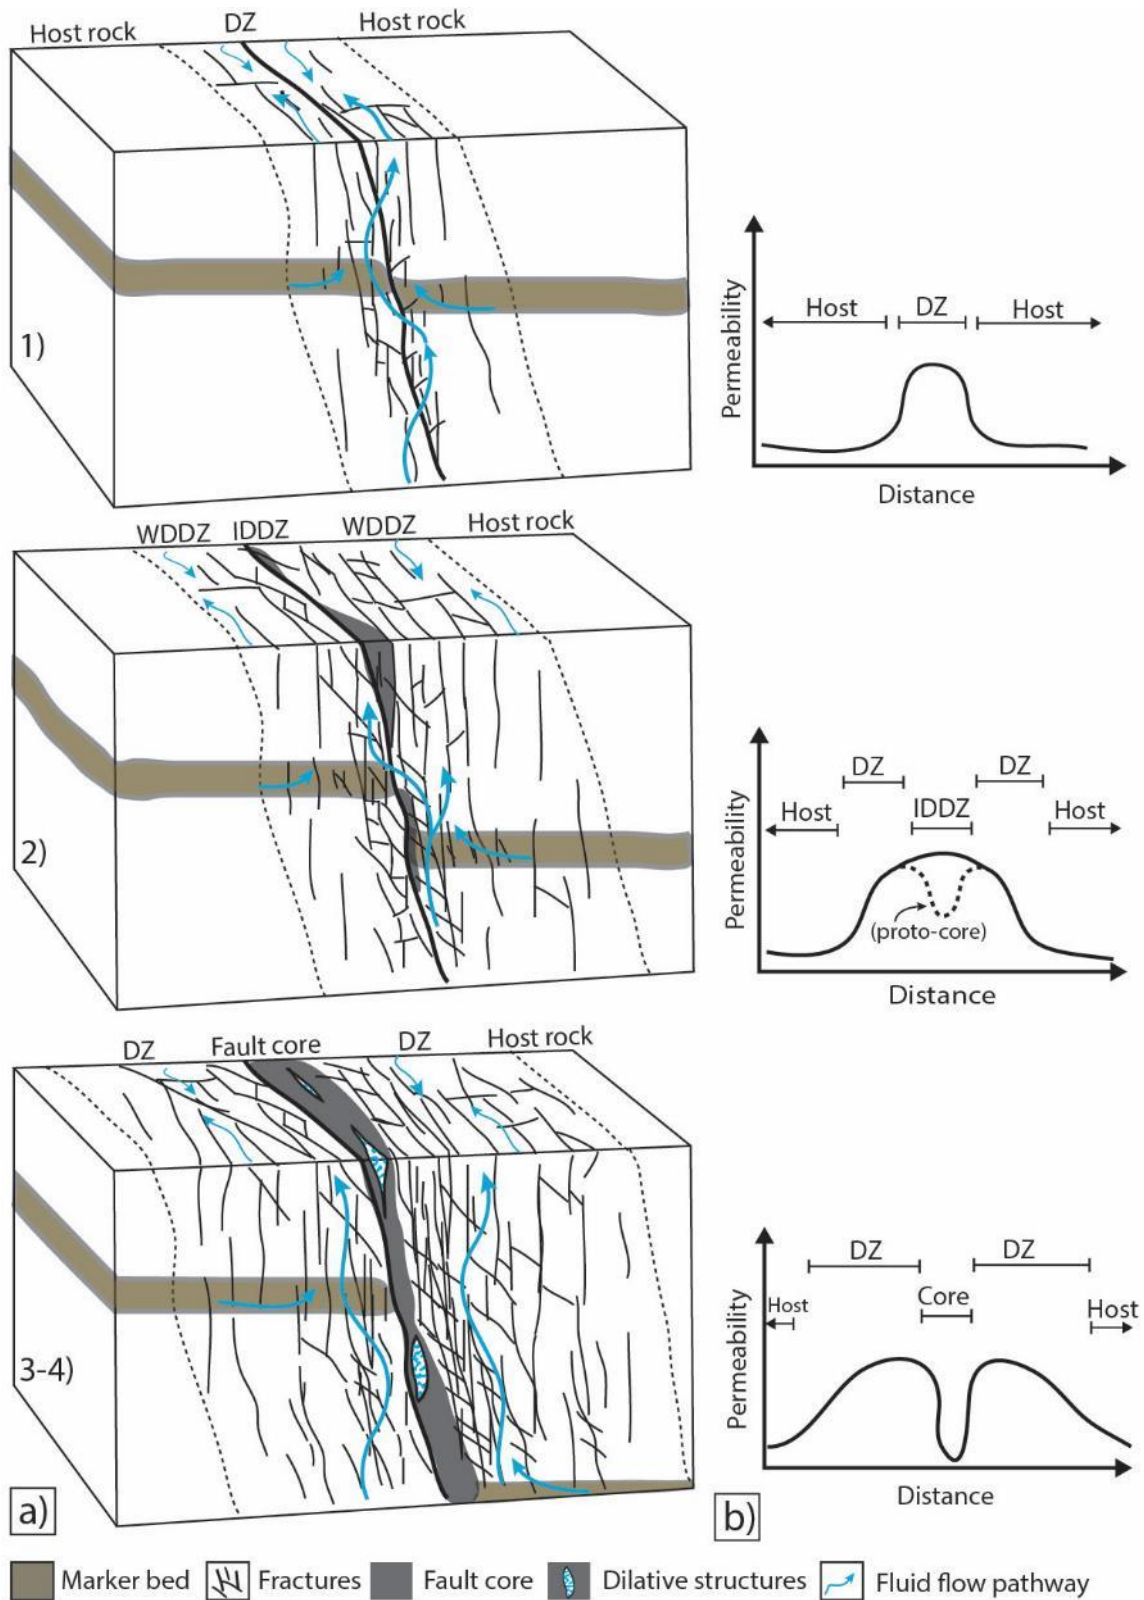 Host rock DZ Host rock
1)
Permeability
Host DZ Host
Distance
WDDZ IDDZ WDDZ Host rock
2)
Permeability
DZ DZ
Host IDDZ Host
(proto-core)
Distance
DZ Fault core DZ Host rock
3-4)
Permeability
DZ DZ
Host Core Host
Distance
a) b)
Marker bed Fractures Fault core Dilative structures Fluid flow pathway